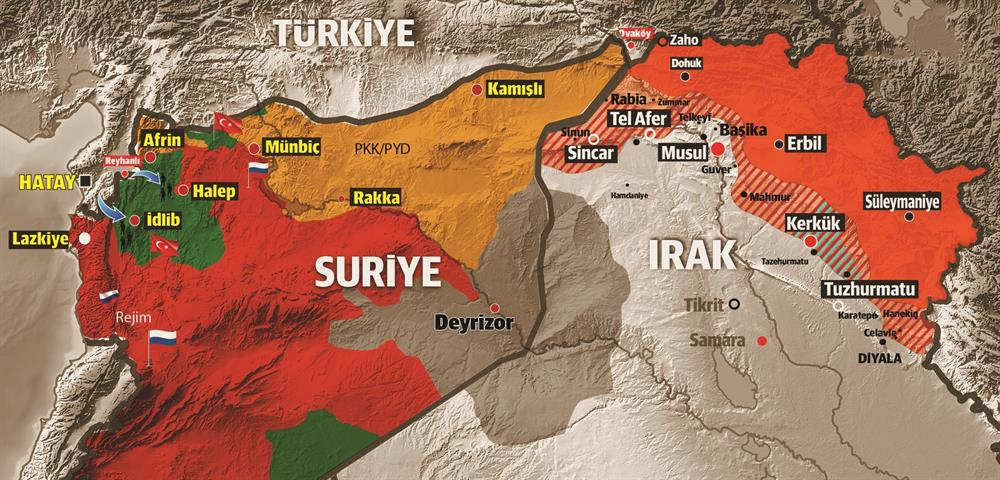 TÜRKİYE
Ovaköy
Zaho
Dohuk
Kamışlı
Rabia
Zummar
Tel Afer
Telkeyf
Afrin
Münbiç
PKK/PYD
Sinun
Sincar
Musul
Başika
Erbil
Reyhanlı
Guver
HATAY
Halep
Rakka
Hamdaniye
Mahmur
Süleymaniye
İdlib
Kerkük
Lazkiye
SURİYE
IRAK
Tazehurmatu
Tuzhurmatu
Rejim
Deyrizor
Tikrit
Karatepe
Hanekig
Samara
Celavle
DİYALA